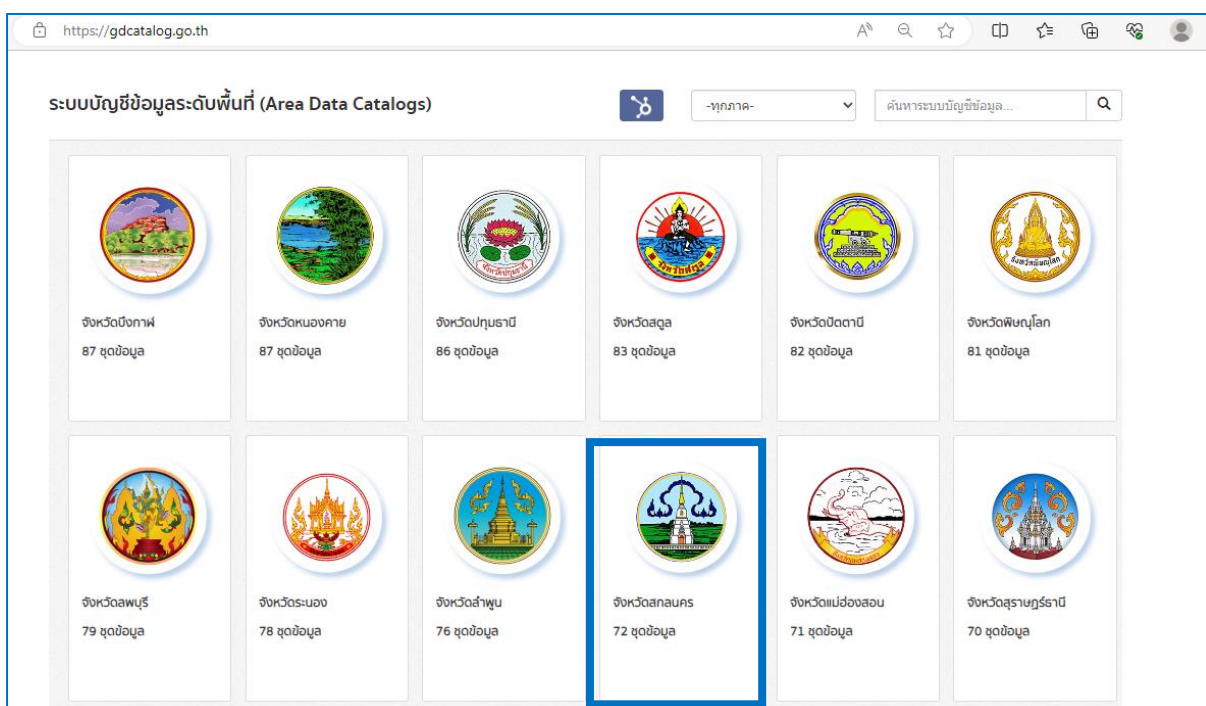 https://gdcatalog.go.th
ระบบบัญชีข้อมูลระดับพื้นที่ (Area Data Catalogs)
-ทุกภาค-
ค้นหาระบบบัญชีข้อมูล...
จังหวัดบึงกาฬ
จังหวัดหนองคาย
จังหวัดปทุมธานี
จังหวัดสตูล
จังหวัดปัตตานี
จังหวัดพิษณุโลก
87 ชุดข้อมูล
87 ชุดข้อมูล
86 ชุดข้อมูล
83 ชุดข้อมูล
82 ชุดข้อมูล
81 ชุดข้อมูล
จังหวัดลพบุรี
จังหวัดระนอง
จังหวัดลำพูน
จังหวัดสกลนคร
จังหวัดแม่ฮ่องสอน
จังหวัดสุราษฎร์ธานี
79 ชุดข้อมูล
78 ชุดข้อมูล
76 ชุดข้อมูล
72 ชุดข้อมูล
71 ชุดข้อมูล
70 ชุดข้อมูล